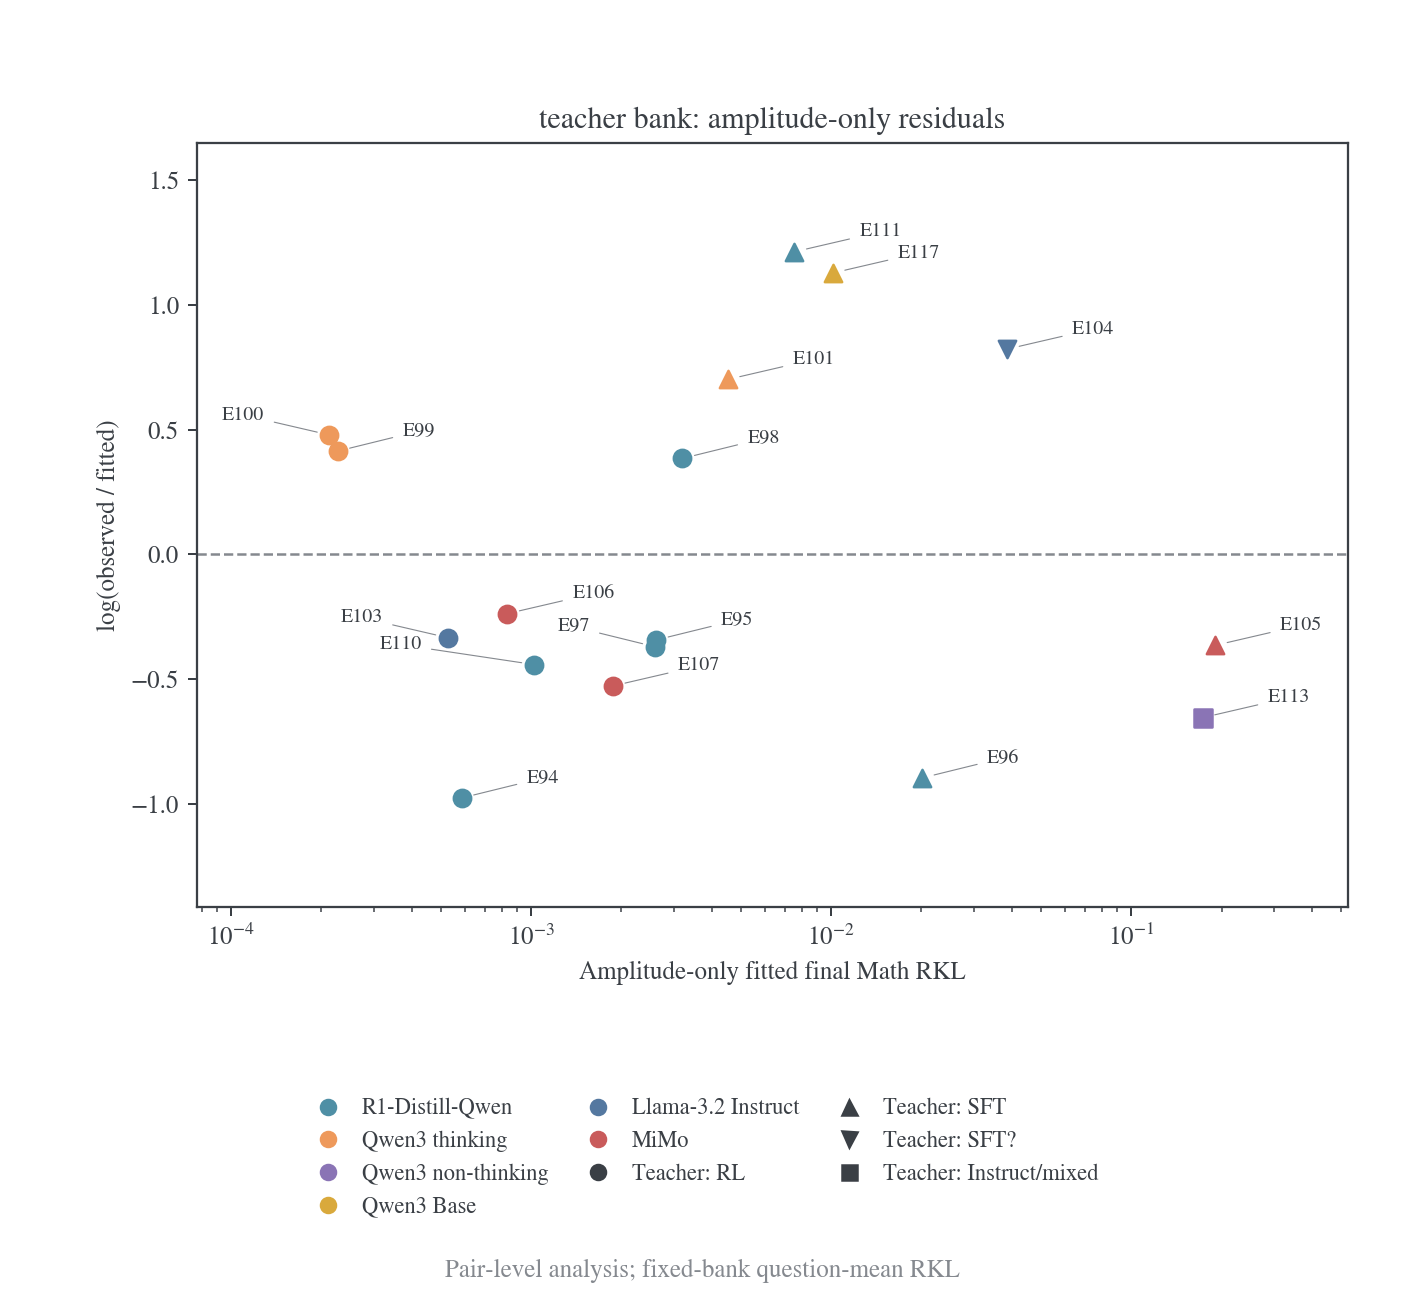 teacher bank: amplitude-only residuals
log(observed / fitted)
1.5
1.0
0.5
0.0
−0.5
−1.0
E111
E117
E104
E101
E100
E99
E98
E106
E103
E97
E95
E110
E107
E105
E113
E96
E94
10⁻⁴
10⁻³
10⁻²
10⁻¹
Amplitude-only fitted final Math RKL
R1-Distill-Qwen
Qwen3 thinking
Qwen3 non-thinking
Qwen3 Base
Llama-3.2 Instruct
MiMo
Teacher: RL
Teacher: SFT
Teacher: SFT?
Teacher: Instruct/mixed
Pair-level analysis; fixed-bank question-mean RKL